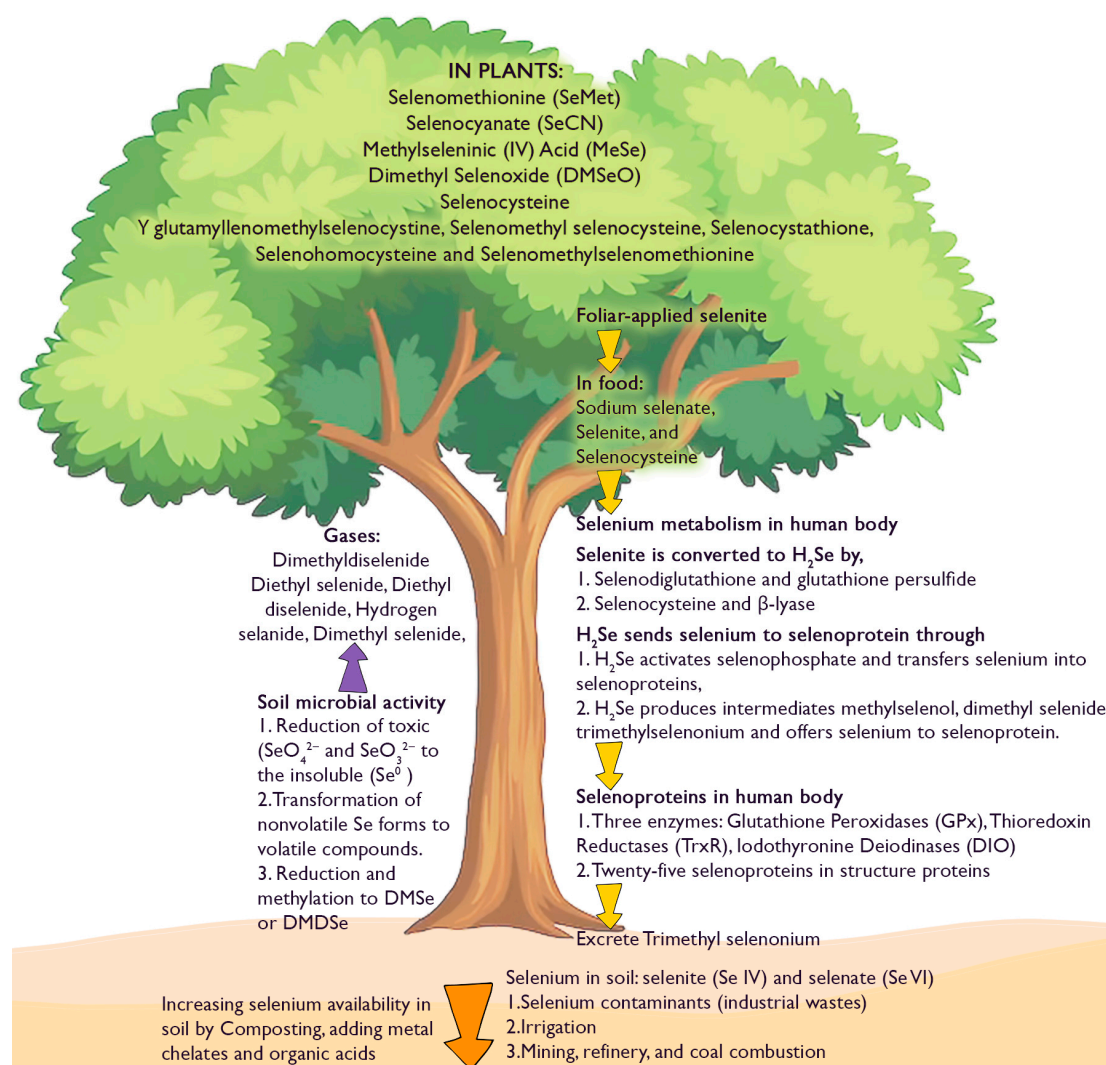 IN PLANTS:
Selenomethionine (SeMet)
Selenocyanate (SeCN)
Methylseleninic (IV) Acid (MeSe)
Dimethyl Selenoxide (DMSeO)
Selenocysteine
Y glutamyllenomethylselenocystine, Selenomethyl selenocysteine, Selenocystathione,
Selenohomocysteine and Selenomethylselenomethionine
Foliar-applied selenite
In food:
Sodium selenate,
Selenite, and
Selenocysteine
Selenium metabolism in human body
Selenite is converted to H₂Se by,
1. Selenodiglutathione and glutathione persulfide
2. Selenocysteine and β-lyase
H₂Se sends selenium to selenoprotein through
1. H₂Se activates selenophosphate and transfers selenium into
selenoproteins,
2. H₂Se produces intermediates methylselenol, dimethyl selenide
trimethylselenonium and offers selenium to selenoprotein.
Selenoproteins in human body
1. Three enzymes: Glutathione Peroxidases (GPx), Thioredoxin
Reductases (TrxR), Iodothyronine Deiodinases (DIO)
2. Twenty-five selenoproteins in structure proteins
Excrete Trimethyl selenonium
Gases:
Dimethyldiselenide
Diethyl selenide, Diethyl
diselenide, Hydrogen
selanide, Dimethyl selenide,
Soil microbial activity
1. Reduction of toxic
(SeO₄²⁻ and SeO₃²⁻ to
the insoluble (Se⁰ )
2. Transformation of
nonvolatile Se forms to
volatile compounds.
3. Reduction and
methylation to DMSe
or DMDSe
Increasing selenium availability in
soil by Composting, adding metal
chelates and organic acids
Selenium in soil: selenite (Se IV) and selenate (Se VI)
1.Selenium contaminants (industrial wastes)
2.Irrigation
3.Mining, refinery, and coal combustion